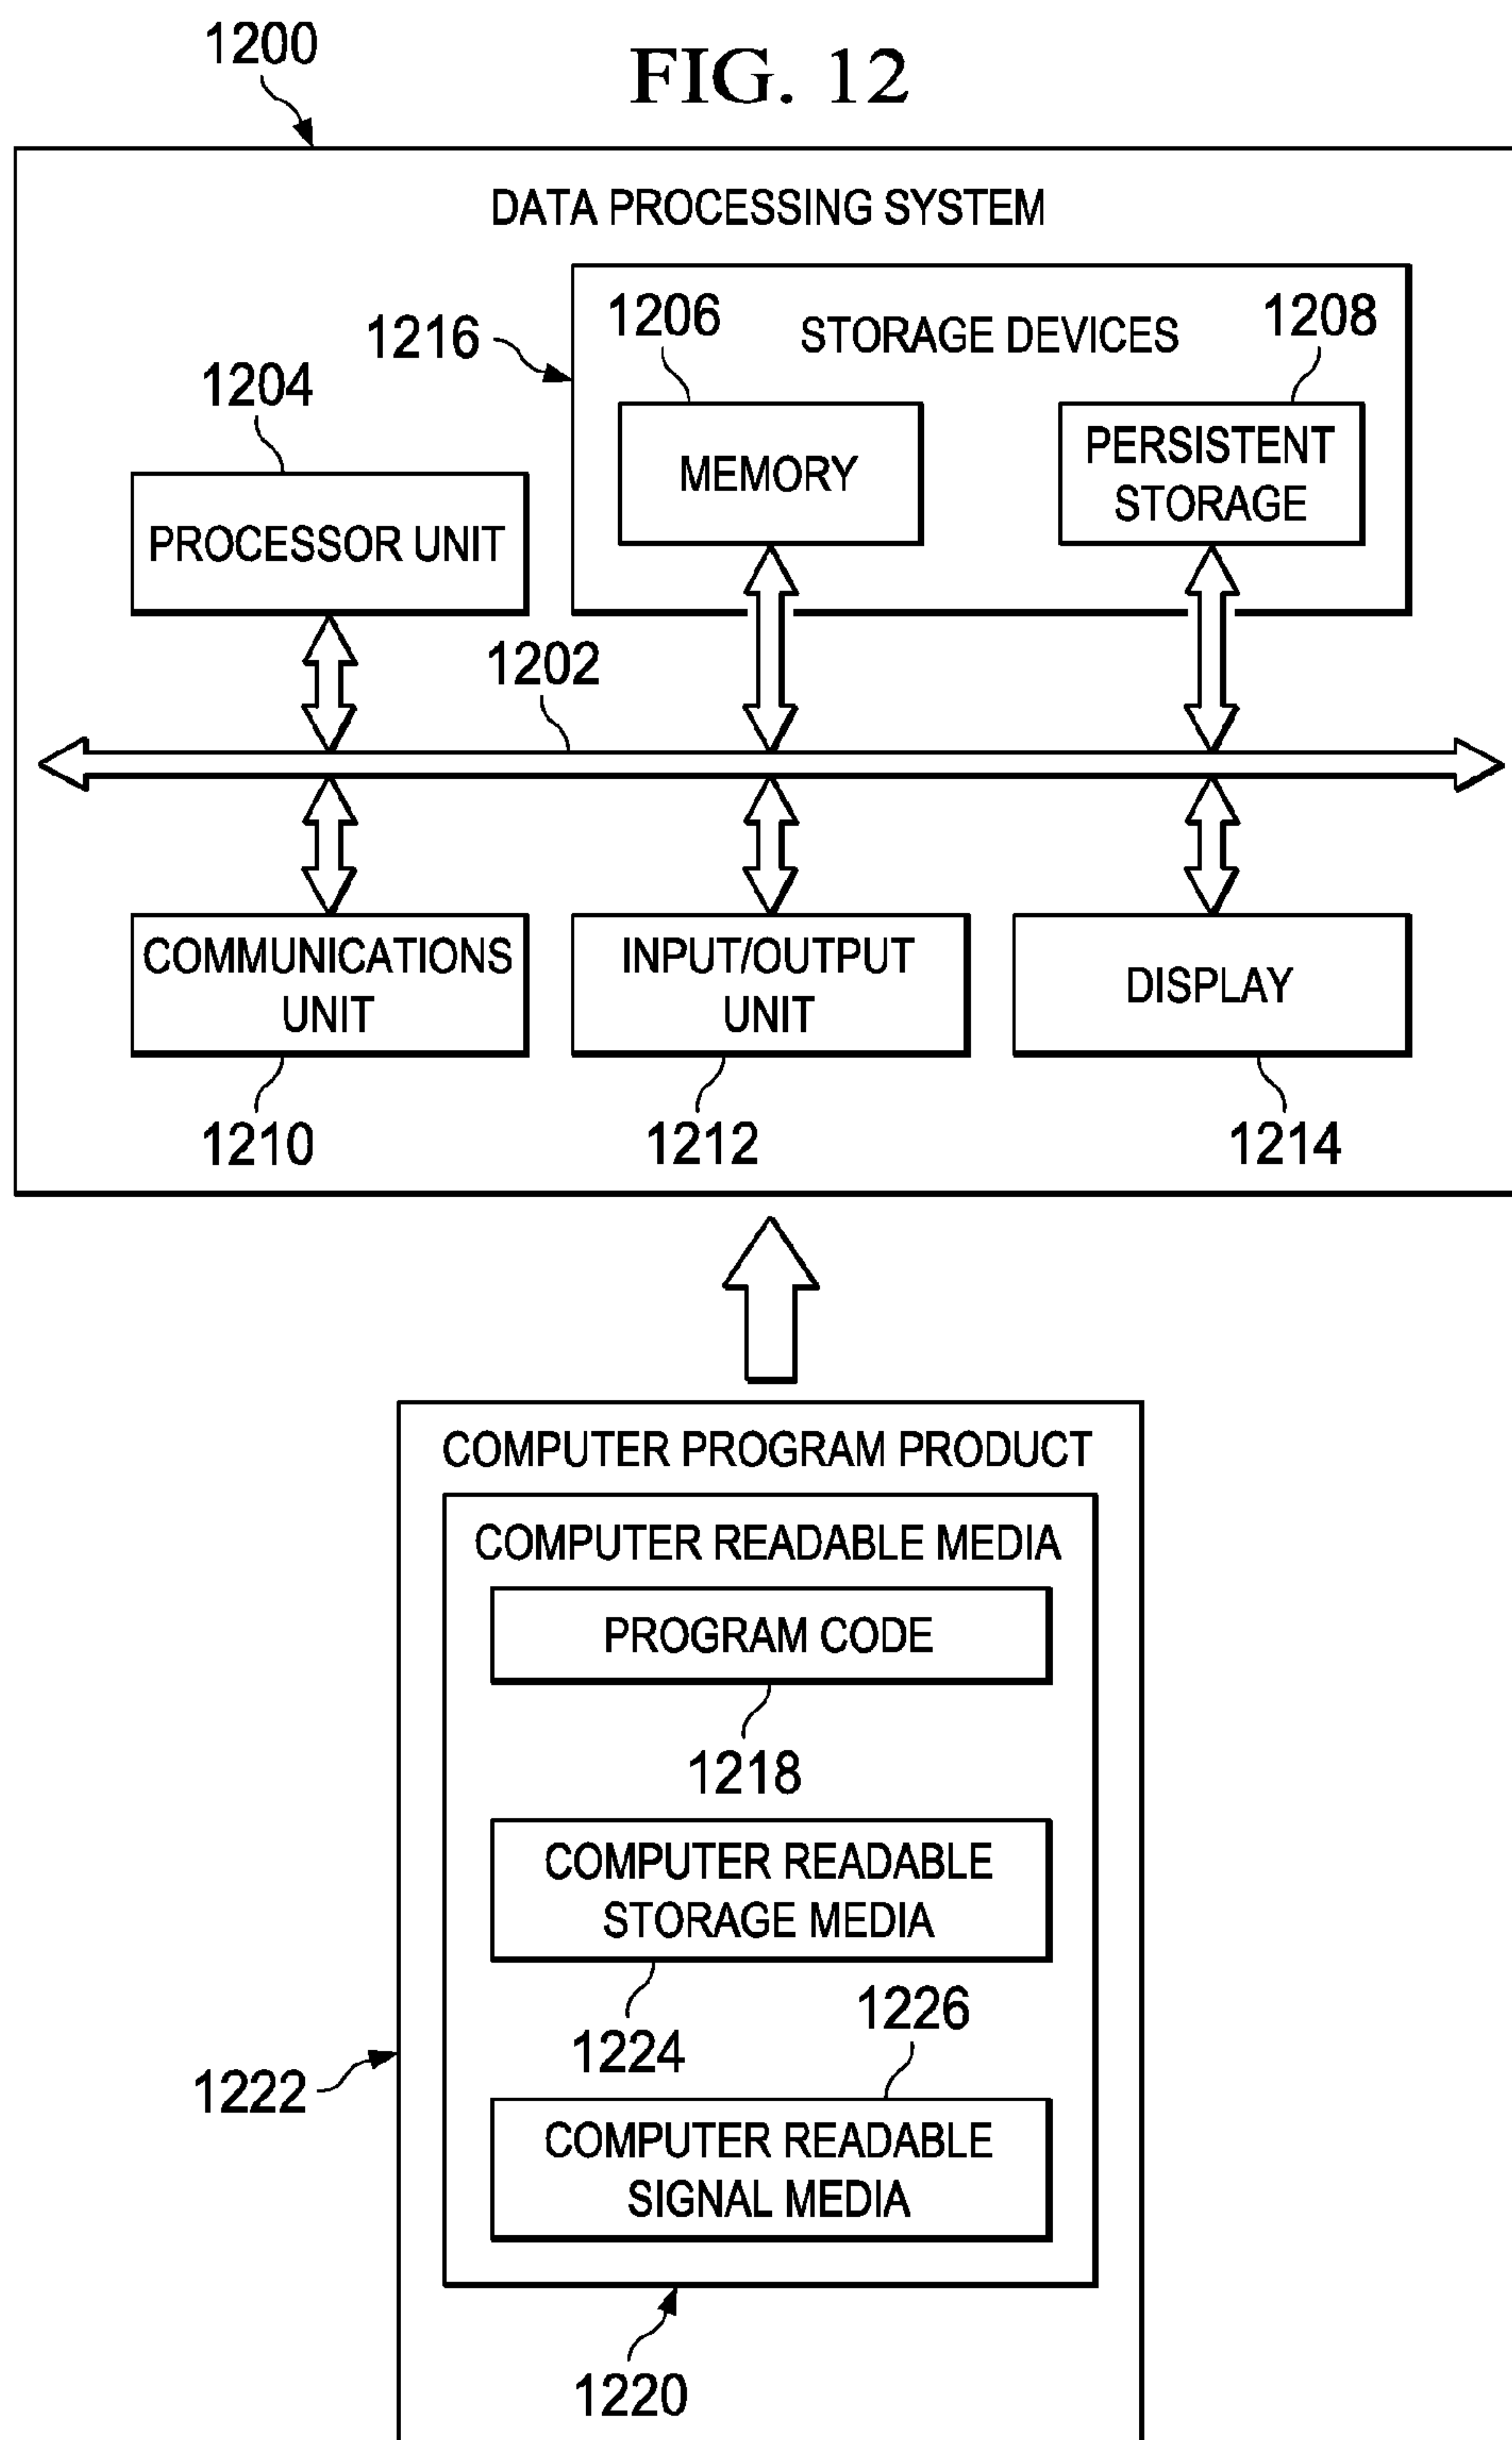 1200
FIG. 12
DATA PROCESSING SYSTEM
1216
1206
STORAGE DEVICES
1208
1204
MEMORY
PERSISTENT
STORAGE
PROCESSOR UNIT
1202
COMMUNICATIONS
UNIT
INPUT/OUTPUT
UNIT
DISPLAY
1210
1212
1214
COMPUTER PROGRAM PRODUCT
COMPUTER READABLE MEDIA
PROGRAM CODE
1218
COMPUTER READABLE
STORAGE MEDIA
1224
1226
1222
COMPUTER READABLE
SIGNAL MEDIA
1220